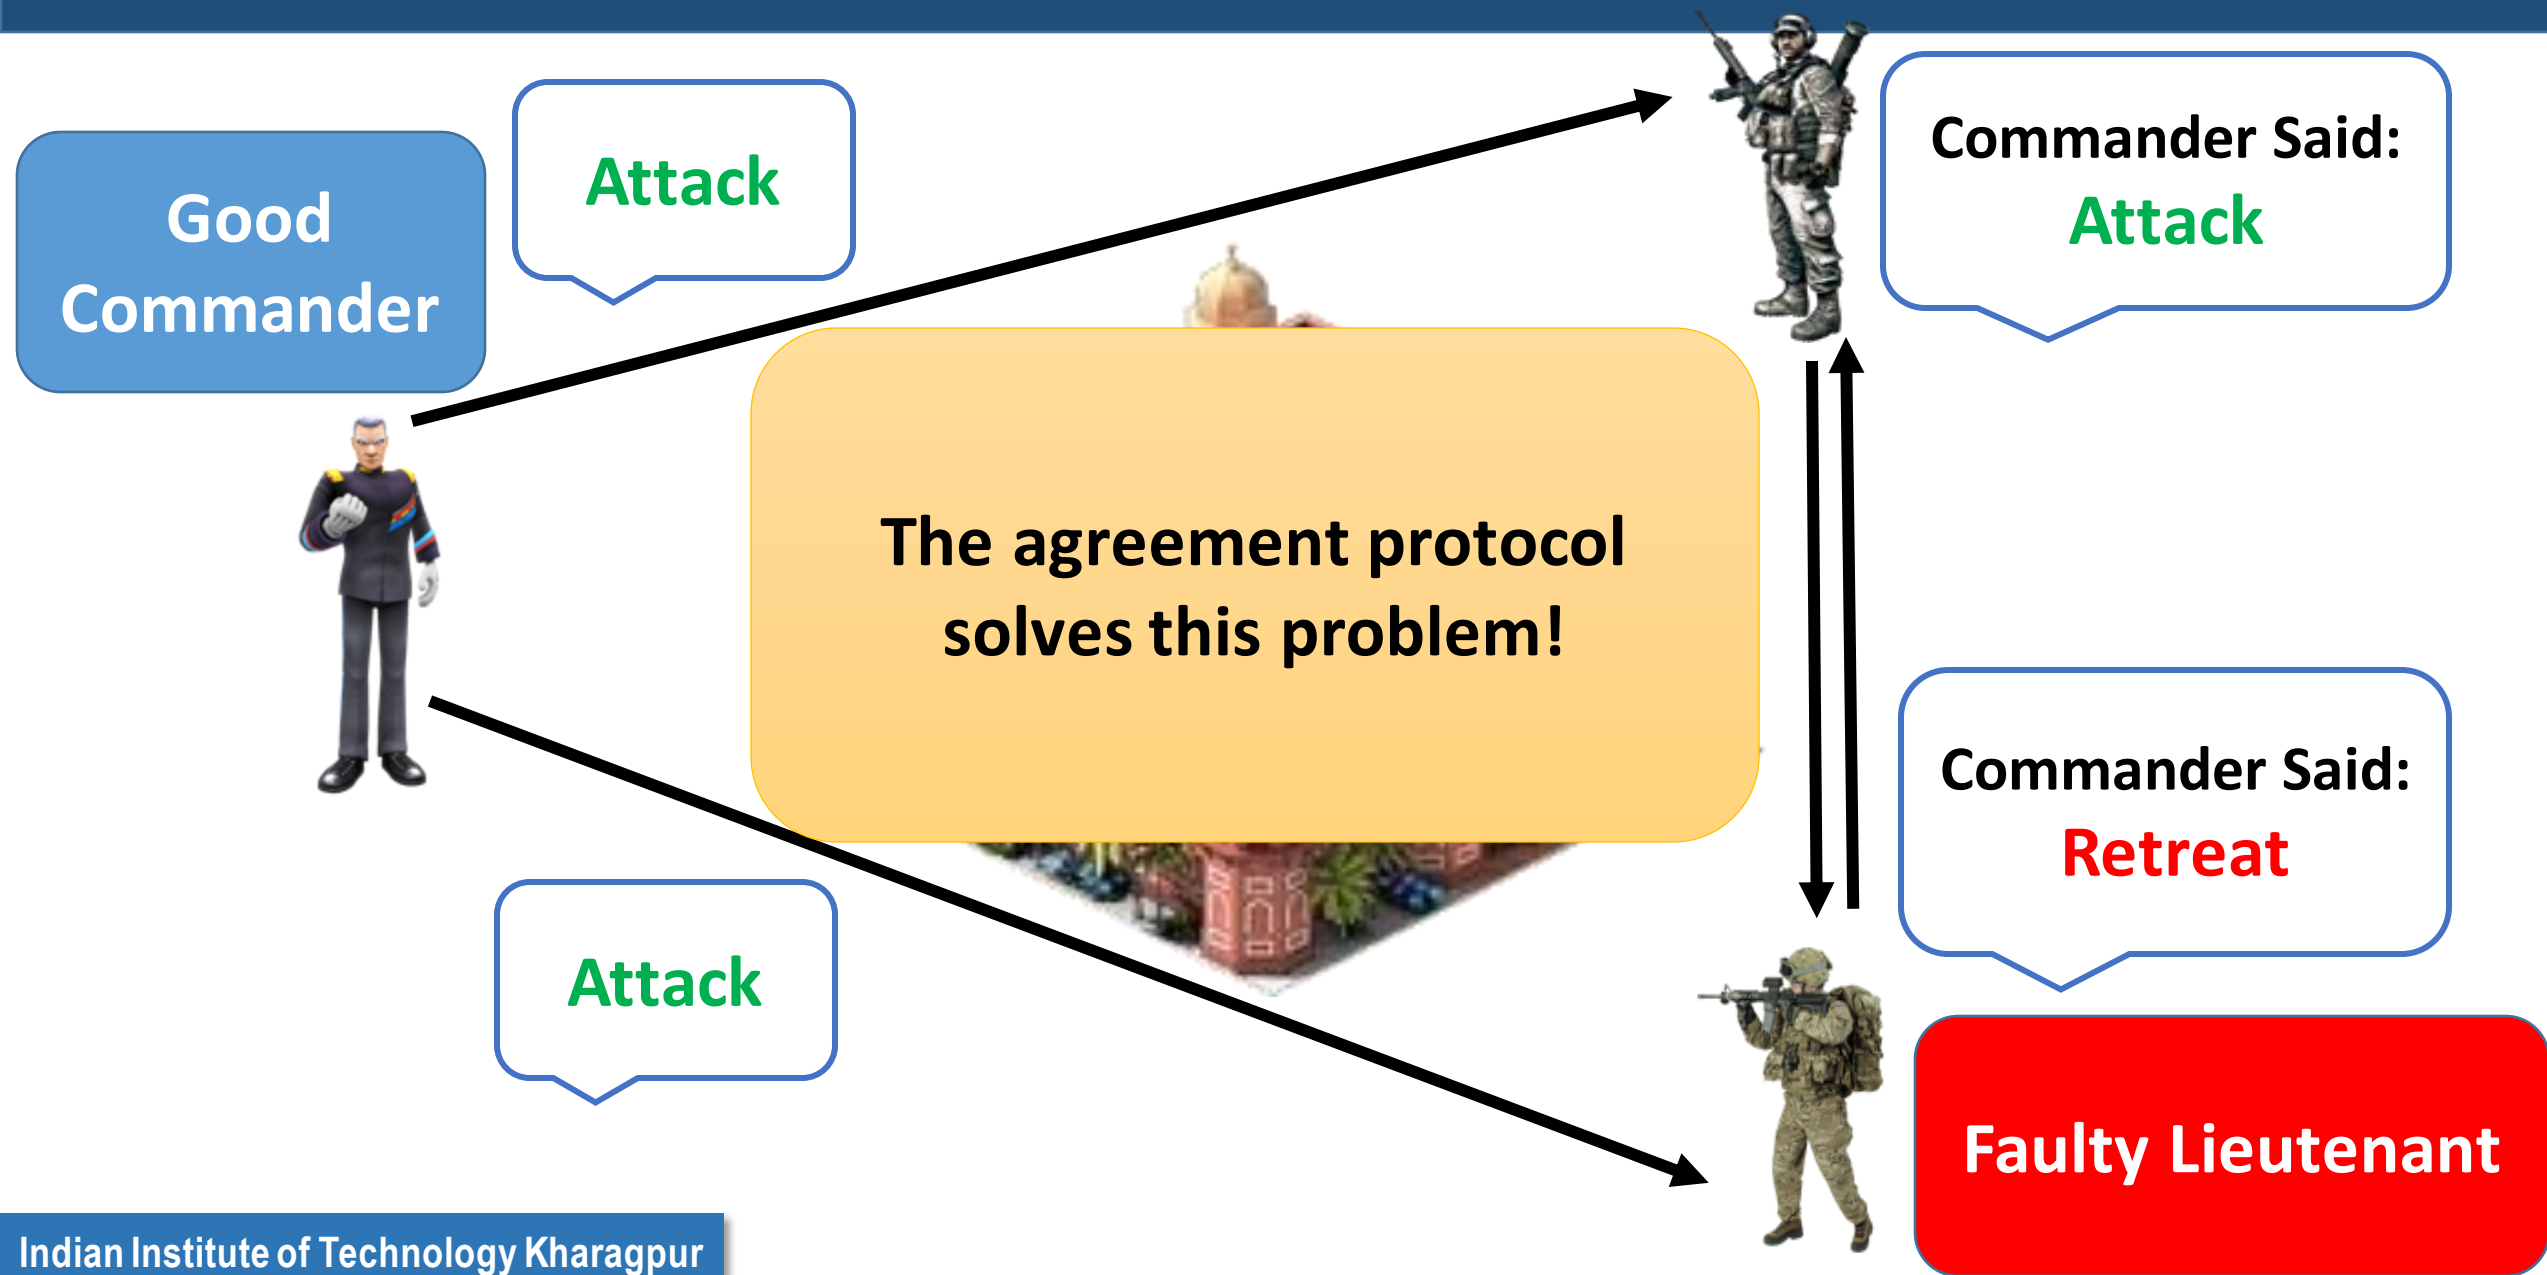 Good
Commander
Attack
Commander Said:
Attack
The agreement protocol
solves this problem!
Attack
Commander Said:
Retreat
Faulty Lieutenant
Indian Institute of Technology Kharagpur